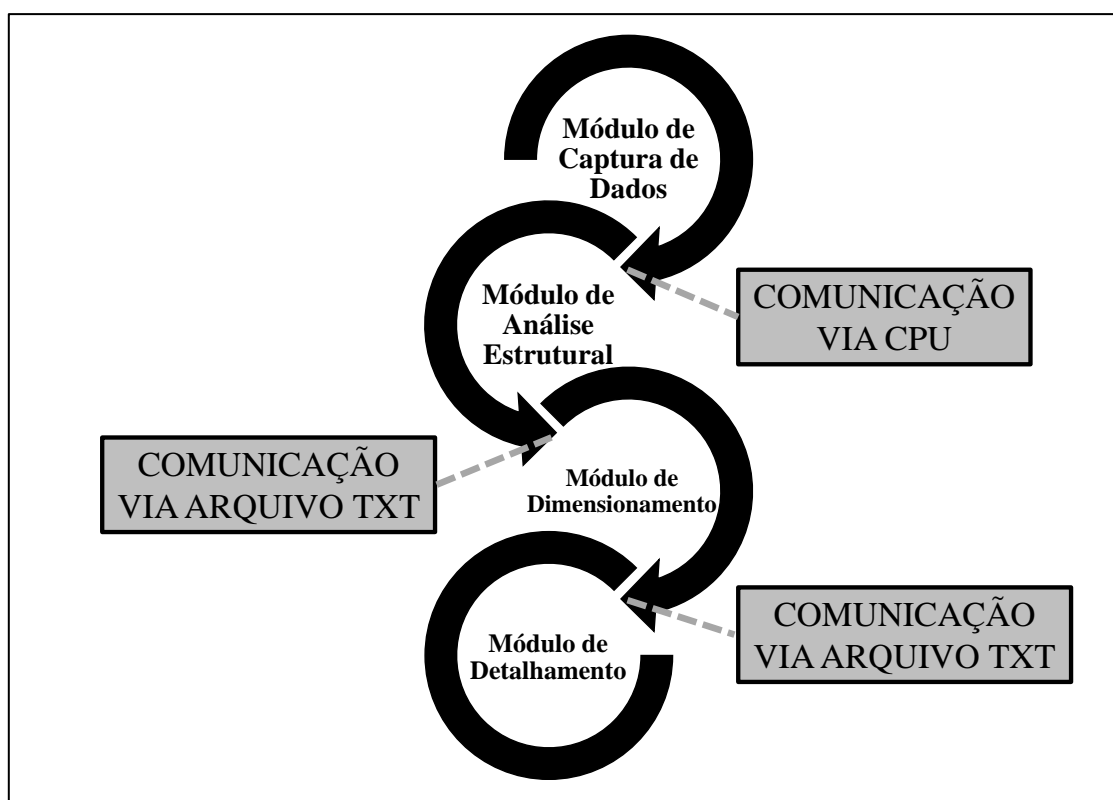 Módulo de
Captura de
Dados
COMUNICAÇÃO
VIA CPU
Módulo de
Análise
Estrutural
COMUNICAÇÃO
VIA ARQUIVO TXT
Módulo de
Dimensionamento
COMUNICAÇÃO
VIA ARQUIVO TXT
Módulo de
Detalhamento